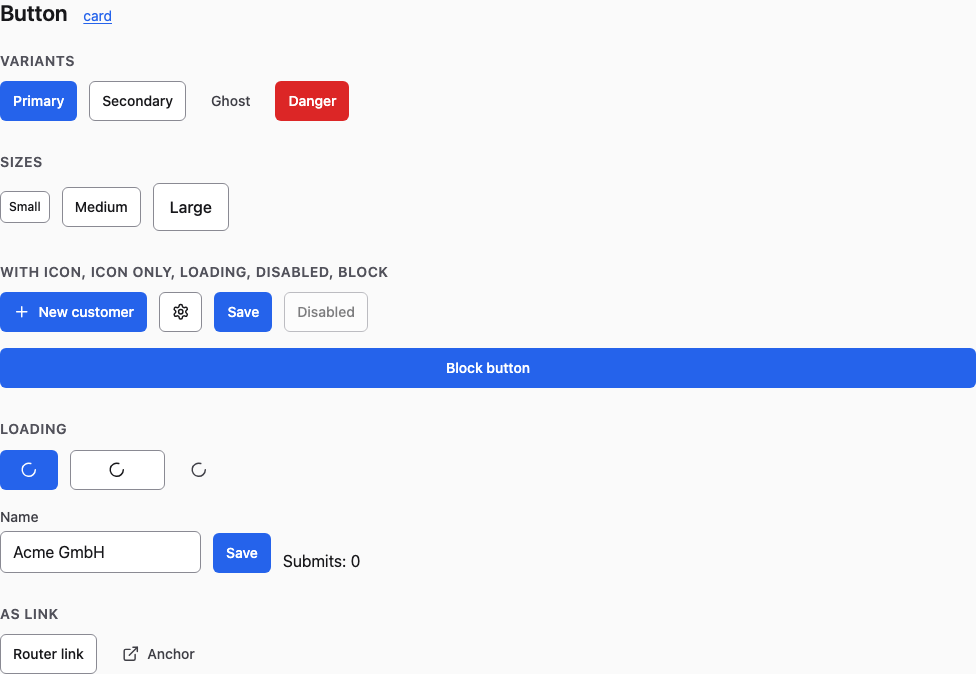 Button card
VARIANTS
Primary Secondary Ghost Danger
SIZES
Small Medium Large
WITH ICON, ICON ONLY, LOADING, DISABLED, BLOCK
New customer Save Disabled
Block button
LOADING
Name
Acme GmbH Save Submits: 0
AS LINK
Router link Anchor